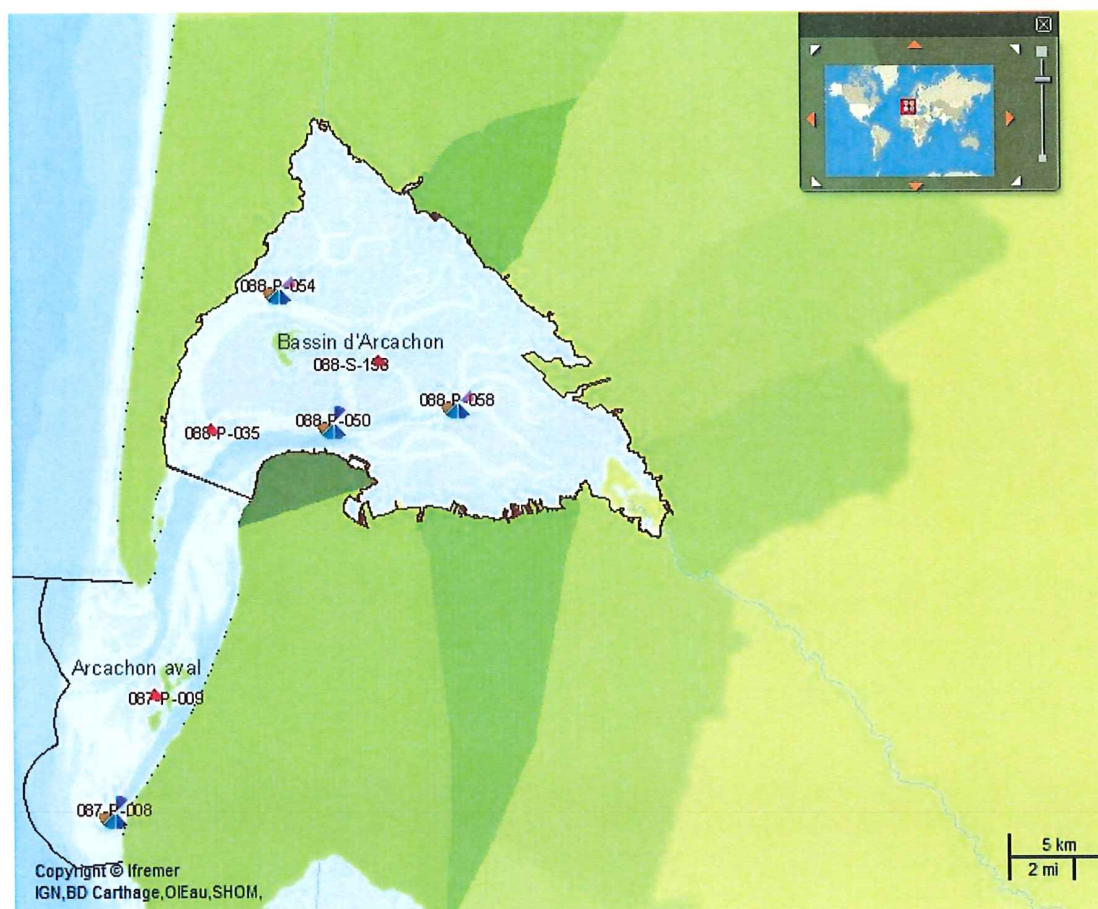 088-P-054
Bassin d'Arcachon
088-S-153
088-P-058
088-P-050
088-P-035
Arcachon aval
087-P-009
087-P-008
Copyright © Ifremer
IGN,BD Carthage,OIEau,SHOM,
5 km
2 mi